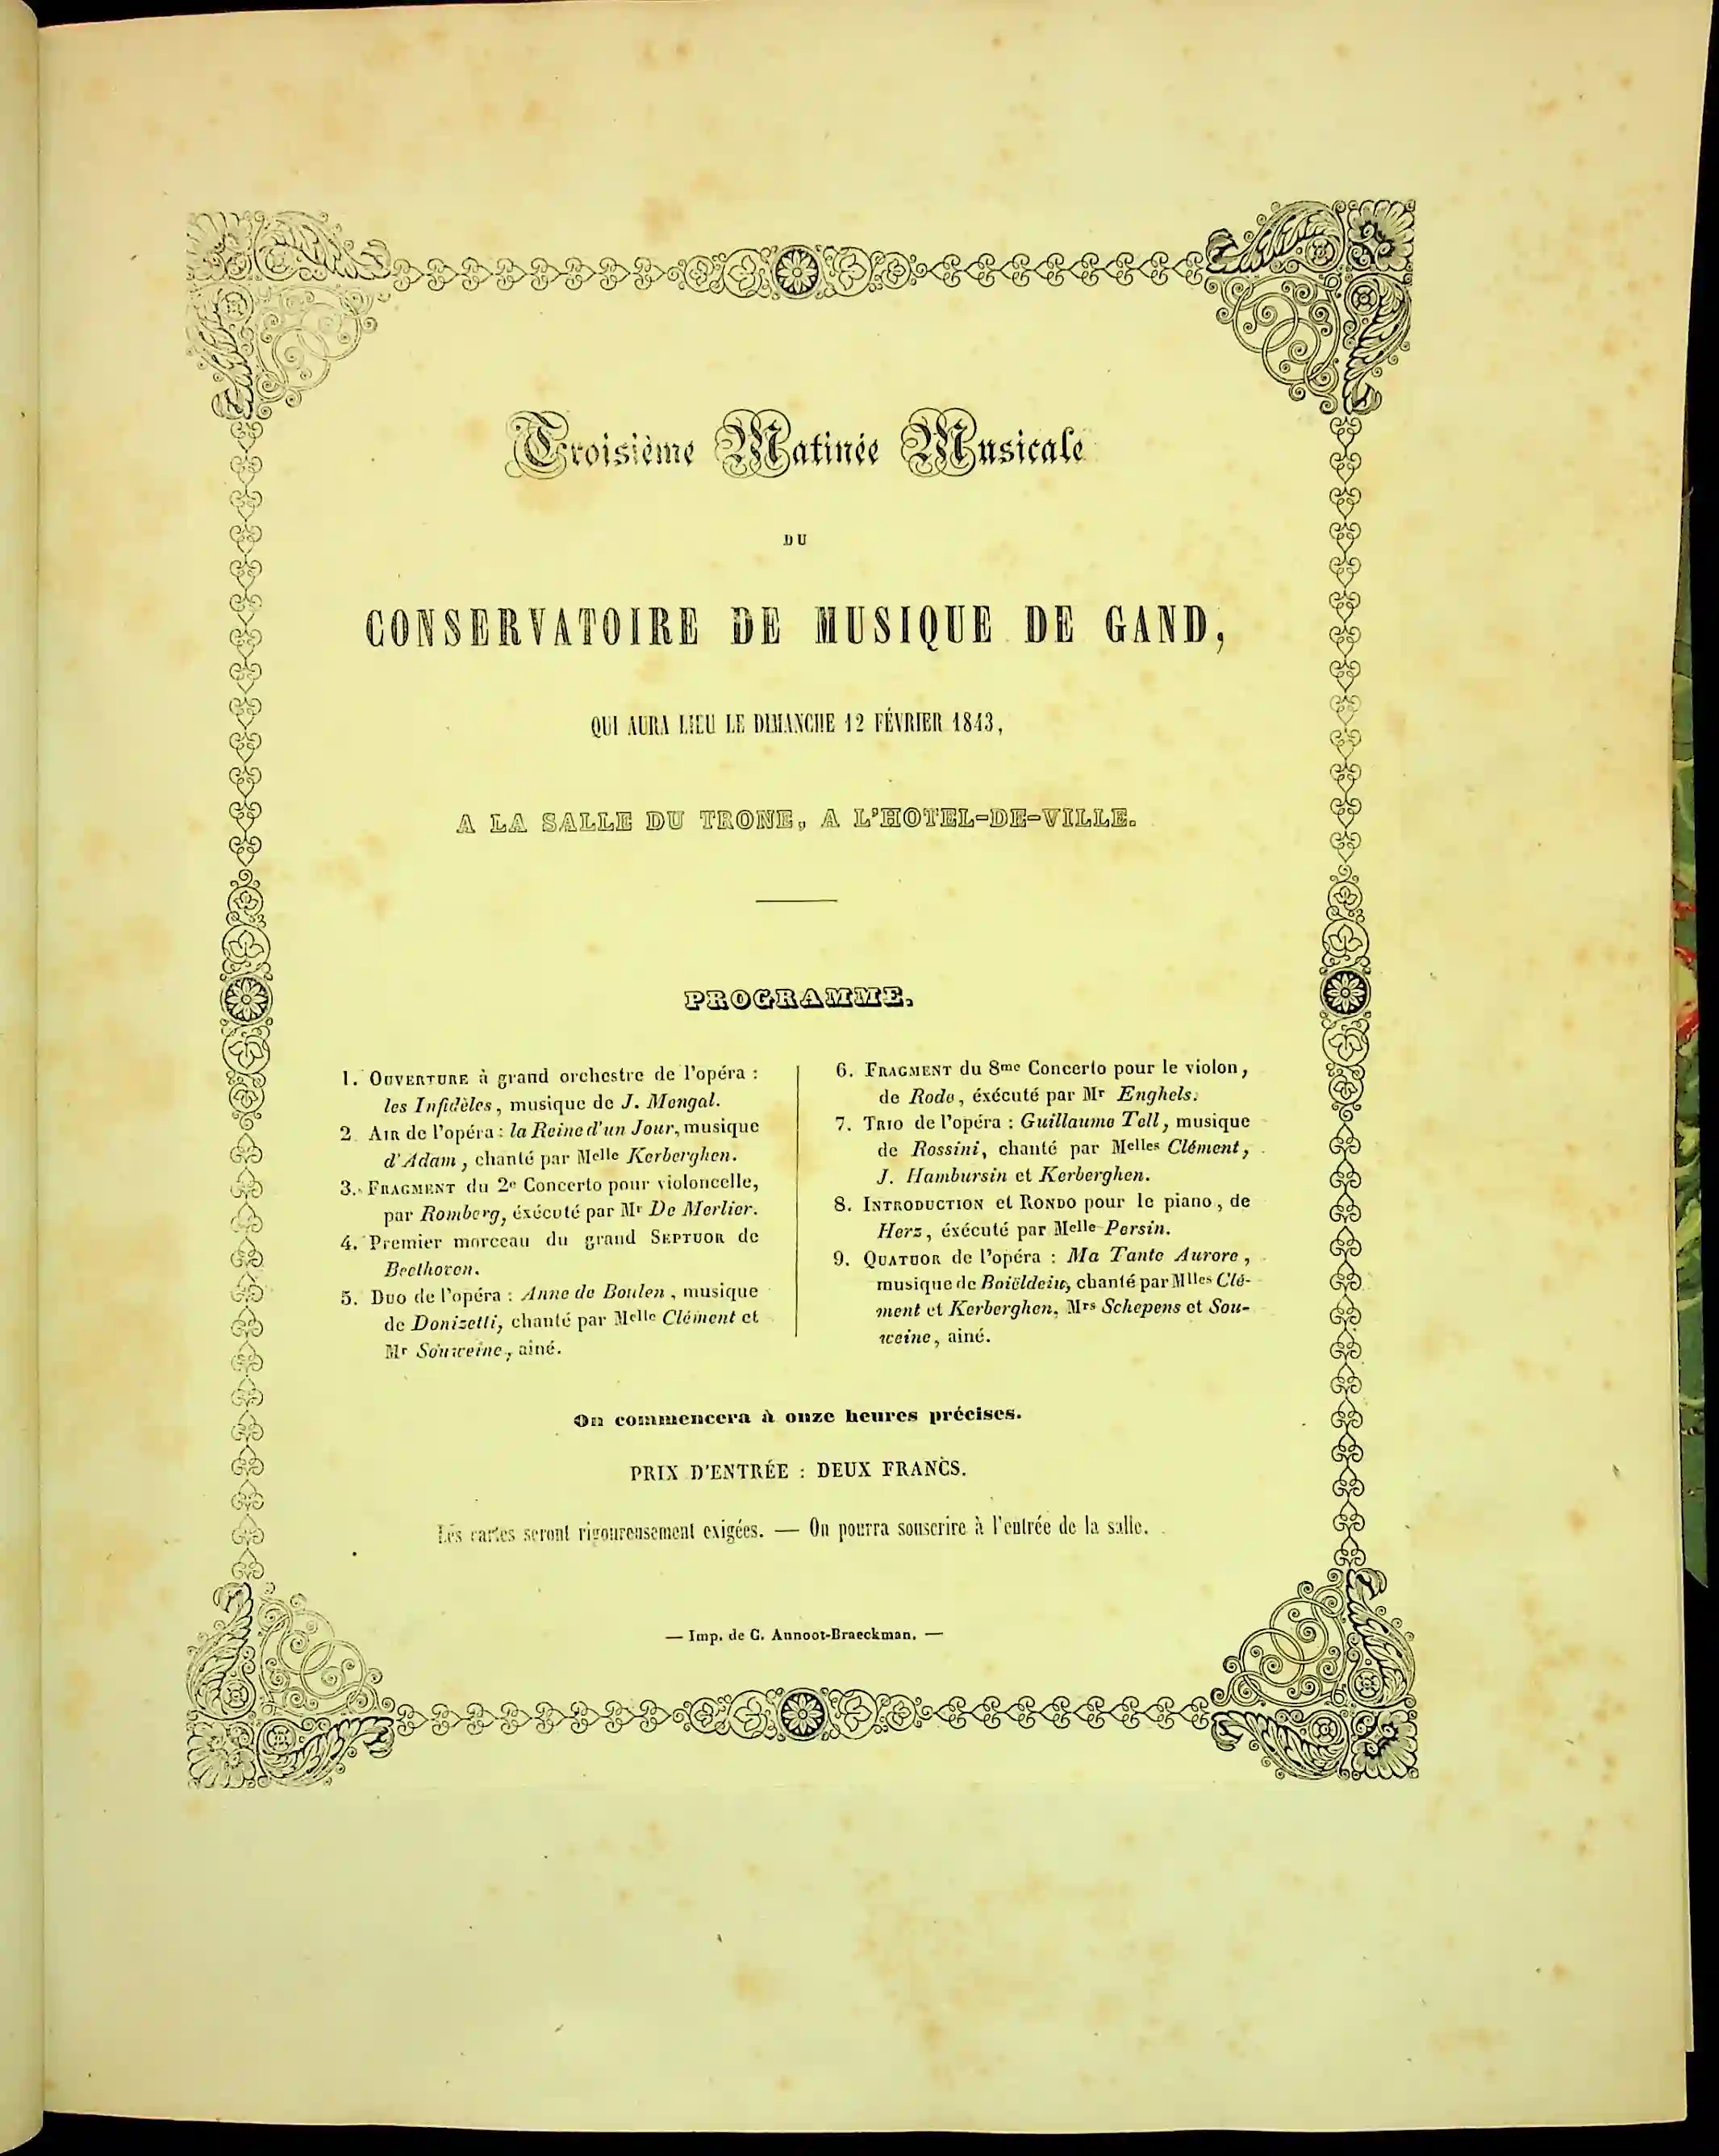 Troisième Matinée Musicale
DU
CONSERVATOIRE DE MUSIQUE DE GAND,
QUI AURA LIEU LE DIMANCHE 12 FÉVRIER 1843,
A LA SALLE DU TRONE, A L'HOTEL-DE-VILLE.
PROGRAMME.
1. OUVERTURE à grand orchestre de l'opéra :
les Infidèles, musique de J. Mengal.
2. AIR de l'opéra : la Reine d'un Jour, musique
d'Adam, chanté par Melle Kerberghen.
3. FRAGMENT du 2e Concerto pour violoncelle,
par Romberg, éxécuté par Mr De Merlier.
4. Premier morceau du grand SEPTUOR de
Beethoven.
5. DUO de l'opéra : Anne de Boulen, musique
de Donizetti, chanté par Melle Clément et
Mr Souweine, ainé.
6. FRAGMENT du 8me Concerto pour le violon,
de Rode, éxécuté par Mr Enghels.
7. TRIO de l'opéra : Guillaume Tell, musique
de Rossini, chanté par Melles Clément,
J. Hambursin et Kerberghen.
8. INTRODUCTION et RONDO pour le piano, de
Herz, éxécuté par Melle Persin.
9. QUATUOR de l'opéra : Ma Tante Aurore,
musique de Boiëldeiu, chanté par Mlles Clé-
ment et Kerberghen, Mrs Schepens et Sou-
weine, ainé.
On commencera à onze heures précises.
PRIX D'ENTRÉE : DEUX FRANCS.
Les cartes seront rigoureusement exigées. — On pourra souscrire à l'entrée de la salle.
— Imp. de C. Annoot-Braeckman. —